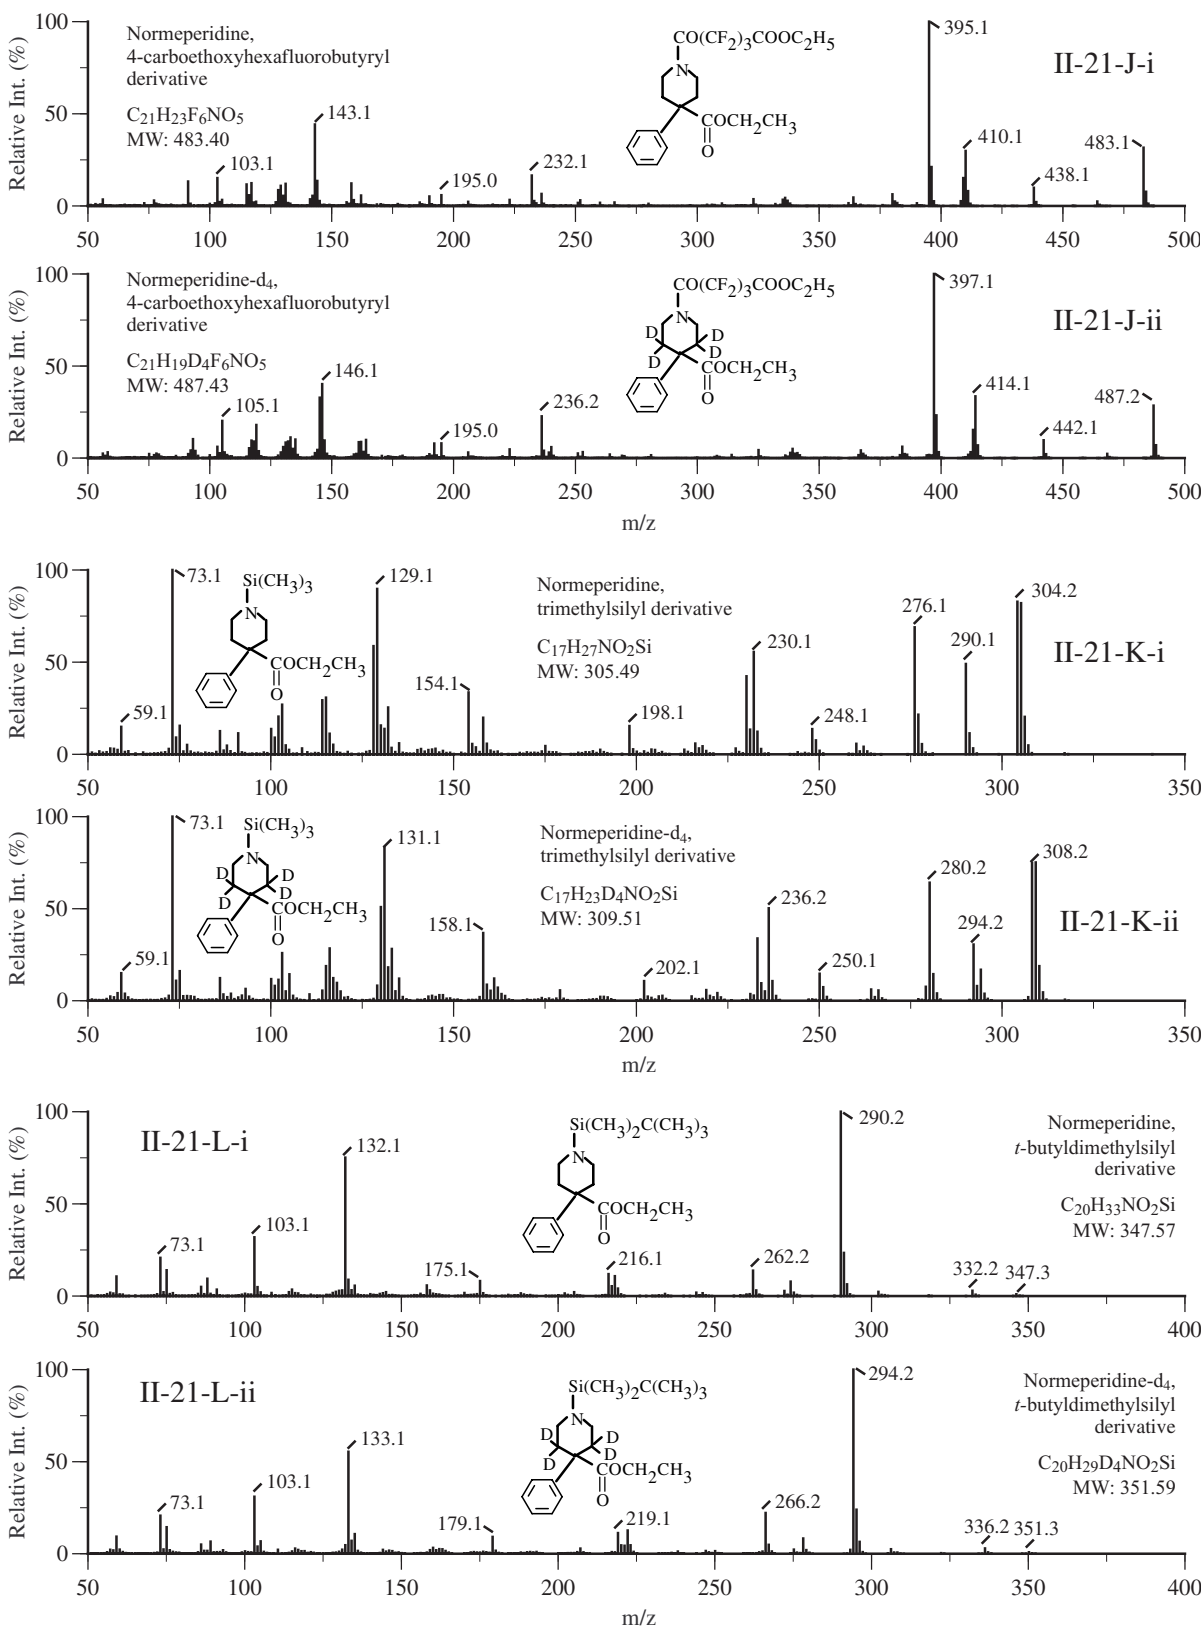 Relative Int. (%)
100
50
0
Normeperidine,
4-carboethoxyhexafluorobutyryl
derivative
C₂₁H₂₃F₆NO₅
MW: 483.40
CO(CF₂)₃COOC₂H₅
N
COCH₂CH₃
O
II-21-J-i
103.1
143.1
195.0
232.1
395.1
410.1
438.1
483.1
50 100 150 200 250 300 350 400 450 500
Relative Int. (%)
100
50
0
Normeperidine-d₄,
4-carboethoxyhexafluorobutyryl
derivative
C₂₁H₁₉D₄F₆NO₅
MW: 487.43
CO(CF₂)₃COOC₂H₅
N
D D
D D
COCH₂CH₃
O
II-21-J-ii
105.1
146.1
195.0
236.2
397.1
414.1
442.1
487.2
50 100 150 200 250 300 350 400 450 500
m/z
Relative Int. (%)
100
50
0
Si(CH₃)₃
N
COCH₂CH₃
O
Normeperidine,
trimethylsilyl derivative
C₁₇H₂₇NO₂Si
MW: 305.49
II-21-K-i
59.1
73.1
129.1
154.1
198.1
230.1
248.1
276.1
290.1
304.2
50 100 150 200 250 300 350
Relative Int. (%)
100
50
0
Si(CH₃)₃
N
D D
D D
COCH₂CH₃
O
Normeperidine-d₄,
trimethylsilyl derivative
C₁₇H₂₃D₄NO₂Si
MW: 309.51
II-21-K-ii
59.1
73.1
131.1
158.1
202.1
236.2
250.1
280.2
294.2
308.2
50 100 150 200 250 300 350
m/z
Relative Int. (%)
100
50
0
II-21-L-i
Si(CH₃)₂C(CH₃)₃
N
COCH₂CH₃
O
Normeperidine,
t-butyldimethylsilyl
derivative
C₂₀H₃₃NO₂Si
MW: 347.57
73.1
103.1
132.1
175.1
216.1
262.2
290.2
332.2
347.3
50 100 150 200 250 300 350 400
Relative Int. (%)
100
50
0
II-21-L-ii
Si(CH₃)₂C(CH₃)₃
N
D D
D D
COCH₂CH₃
O
Normeperidine-d₄,
t-butyldimethylsilyl
derivative
C₂₀H₂₉D₄NO₂Si
MW: 351.59
73.1
103.1
133.1
179.1
219.1
266.2
294.2
336.2
351.3
50 100 150 200 250 300 350 400
m/z